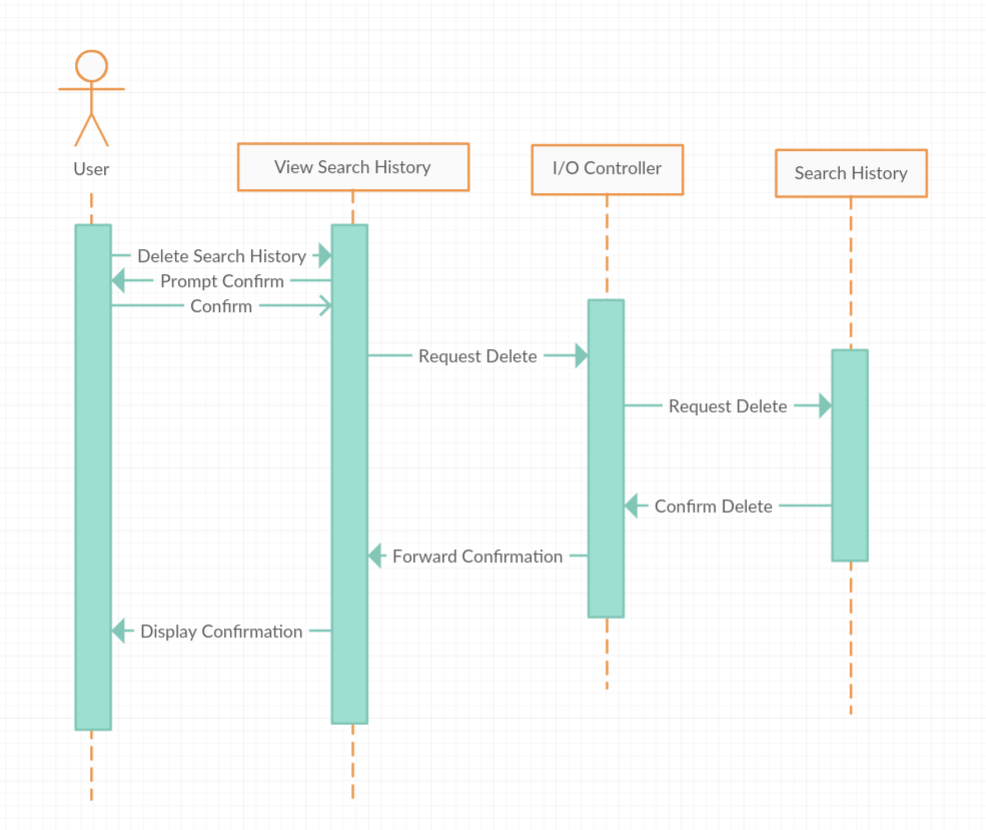 User
View Search History
I/O Controller
Search History
Delete Search History
Prompt Confirm
Confirm
Request Delete
Request Delete
Confirm Delete
Forward Confirmation
Display Confirmation